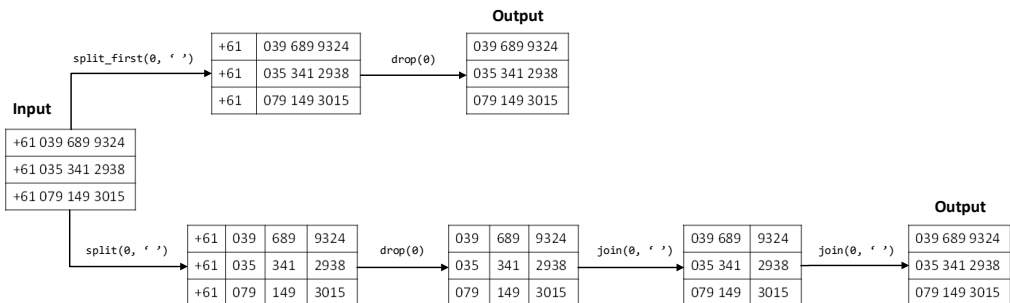 Output
split_first(0, ‘ ’)
+61 039 689 9324
+61 035 341 2938
+61 079 149 3015
drop(0)
039 689 9324
035 341 2938
079 149 3015
Input
+61 039 689 9324
+61 035 341 2938
+61 079 149 3015
Output
split(0, ‘ ’)
+61 039 689 9324
+61 035 341 2938
+61 079 149 3015
drop(0)
039 689 9324
035 341 2938
079 149 3015
join(0, ‘ ’)
039 689 9324
035 341 2938
079 149 3015
join(0, ‘ ’)
039 689 9324
035 341 2938
079 149 3015